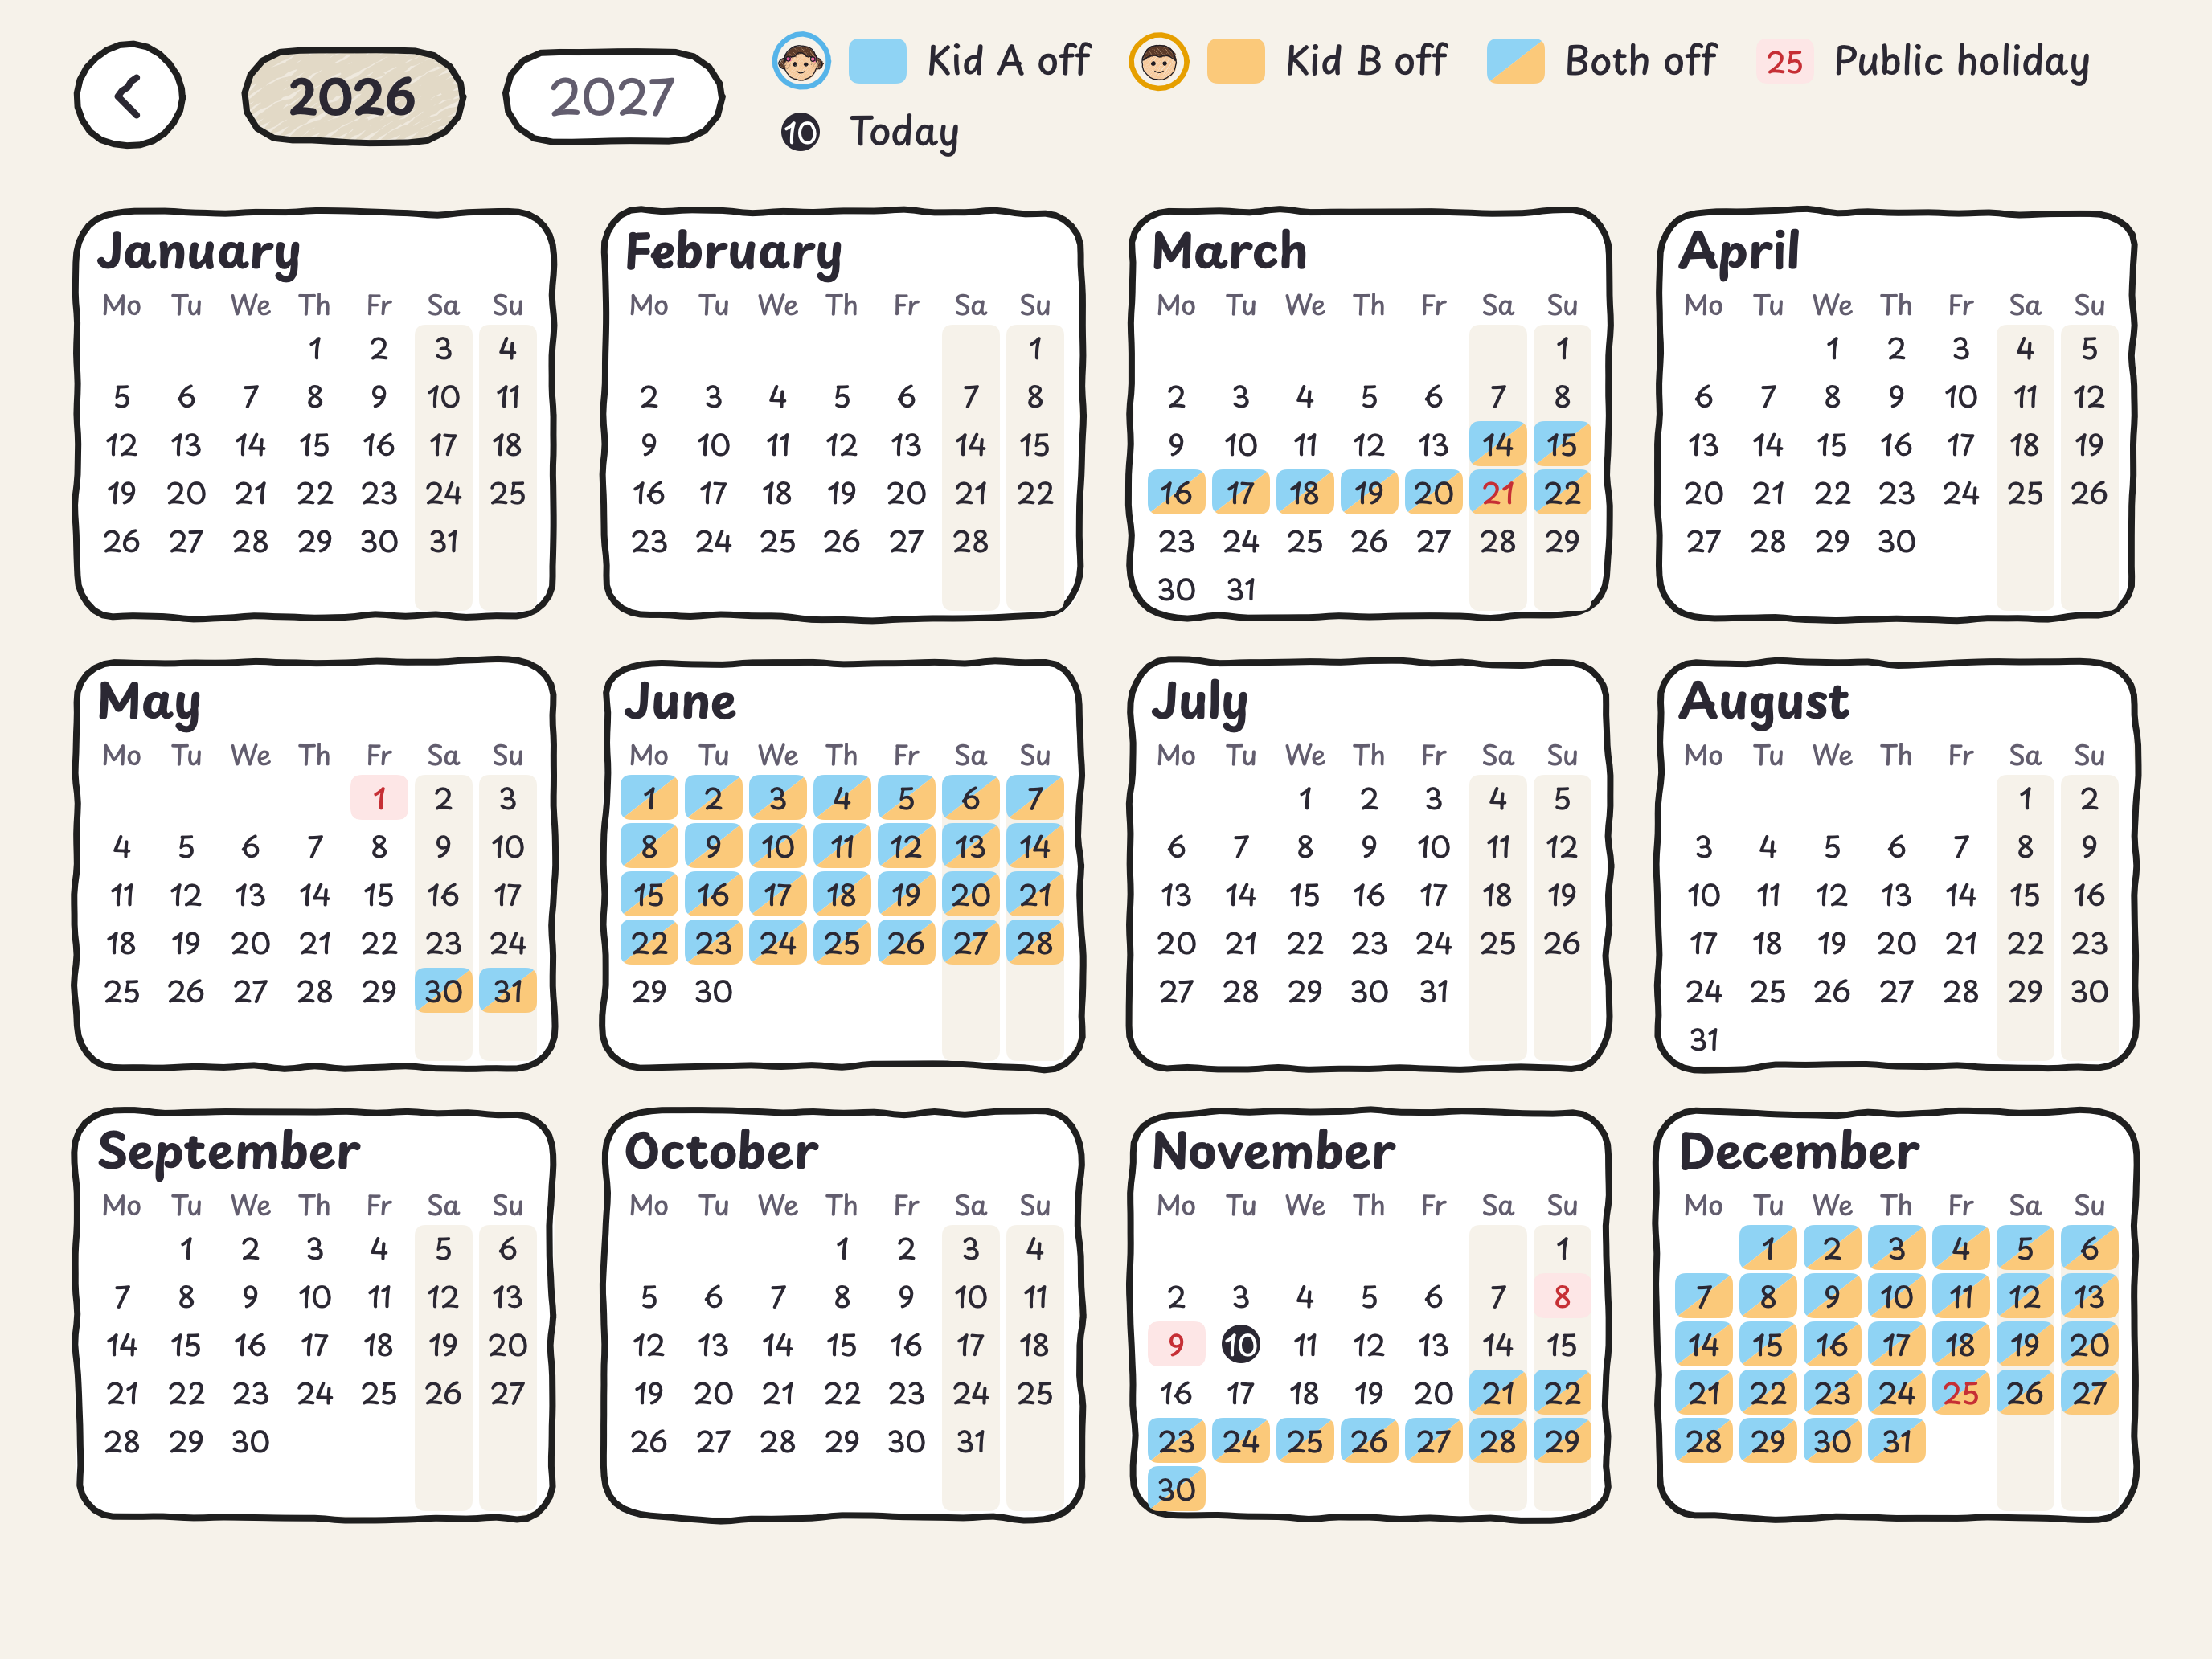 2026 2027 Kid A off Kid B off Both off 25 Public holiday
10 Today
January
Mo Tu We Th Fr Sa Su
1 2 3 4
5 6 7 8 9 10 11
12 13 14 15 16 17 18
19 20 21 22 23 24 25
26 27 28 29 30 31
February
Mo Tu We Th Fr Sa Su
1
2 3 4 5 6 7 8
9 10 11 12 13 14 15
16 17 18 19 20 21 22
23 24 25 26 27 28
March
Mo Tu We Th Fr Sa Su
1
2 3 4 5 6 7 8
9 10 11 12 13 14 15
16 17 18 19 20 21 22
23 24 25 26 27 28 29
30 31
April
Mo Tu We Th Fr Sa Su
1 2 3 4 5
6 7 8 9 10 11 12
13 14 15 16 17 18 19
20 21 22 23 24 25 26
27 28 29 30
May
Mo Tu We Th Fr Sa Su
1 2 3
4 5 6 7 8 9 10
11 12 13 14 15 16 17
18 19 20 21 22 23 24
25 26 27 28 29 30 31
June
Mo Tu We Th Fr Sa Su
1 2 3 4 5 6 7
8 9 10 11 12 13 14
15 16 17 18 19 20 21
22 23 24 25 26 27 28
29 30
July
Mo Tu We Th Fr Sa Su
1 2 3 4 5
6 7 8 9 10 11 12
13 14 15 16 17 18 19
20 21 22 23 24 25 26
27 28 29 30 31
August
Mo Tu We Th Fr Sa Su
1 2
3 4 5 6 7 8 9
10 11 12 13 14 15 16
17 18 19 20 21 22 23
24 25 26 27 28 29 30
31
September
Mo Tu We Th Fr Sa Su
1 2 3 4 5 6
7 8 9 10 11 12 13
14 15 16 17 18 19 20
21 22 23 24 25 26 27
28 29 30
October
Mo Tu We Th Fr Sa Su
1 2 3 4
5 6 7 8 9 10 11
12 13 14 15 16 17 18
19 20 21 22 23 24 25
26 27 28 29 30 31
November
Mo Tu We Th Fr Sa Su
1
2 3 4 5 6 7 8
9 10 11 12 13 14 15
16 17 18 19 20 21 22
23 24 25 26 27 28 29
30
December
Mo Tu We Th Fr Sa Su
1 2 3 4 5 6
7 8 9 10 11 12 13
14 15 16 17 18 19 20
21 22 23 24 25 26 27
28 29 30 31